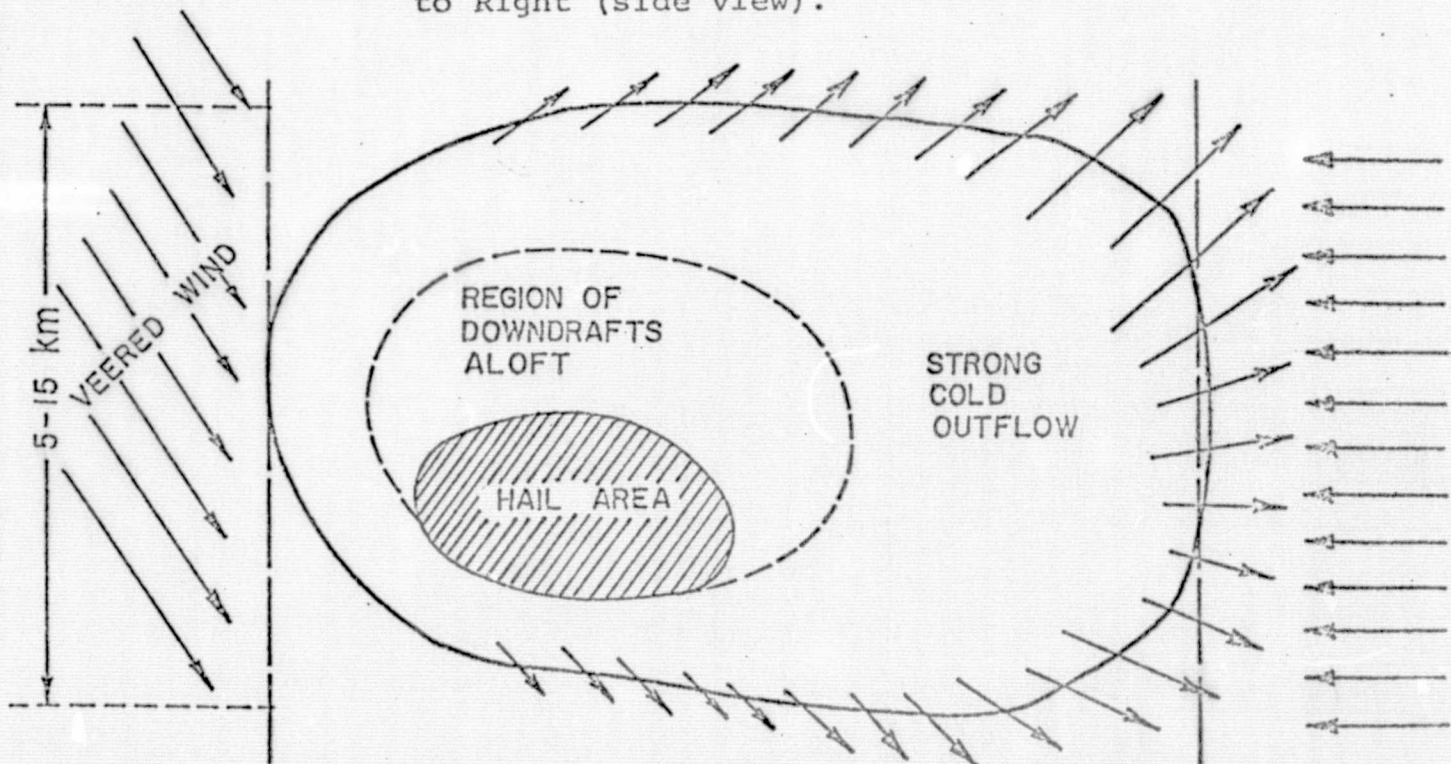 to Right (side view).
5-15 km
VEERED WIND
REGION OF
DOWNDRAFTS
ALOFT
STRONG
COLD
OUTFLOW
HAIL AREA